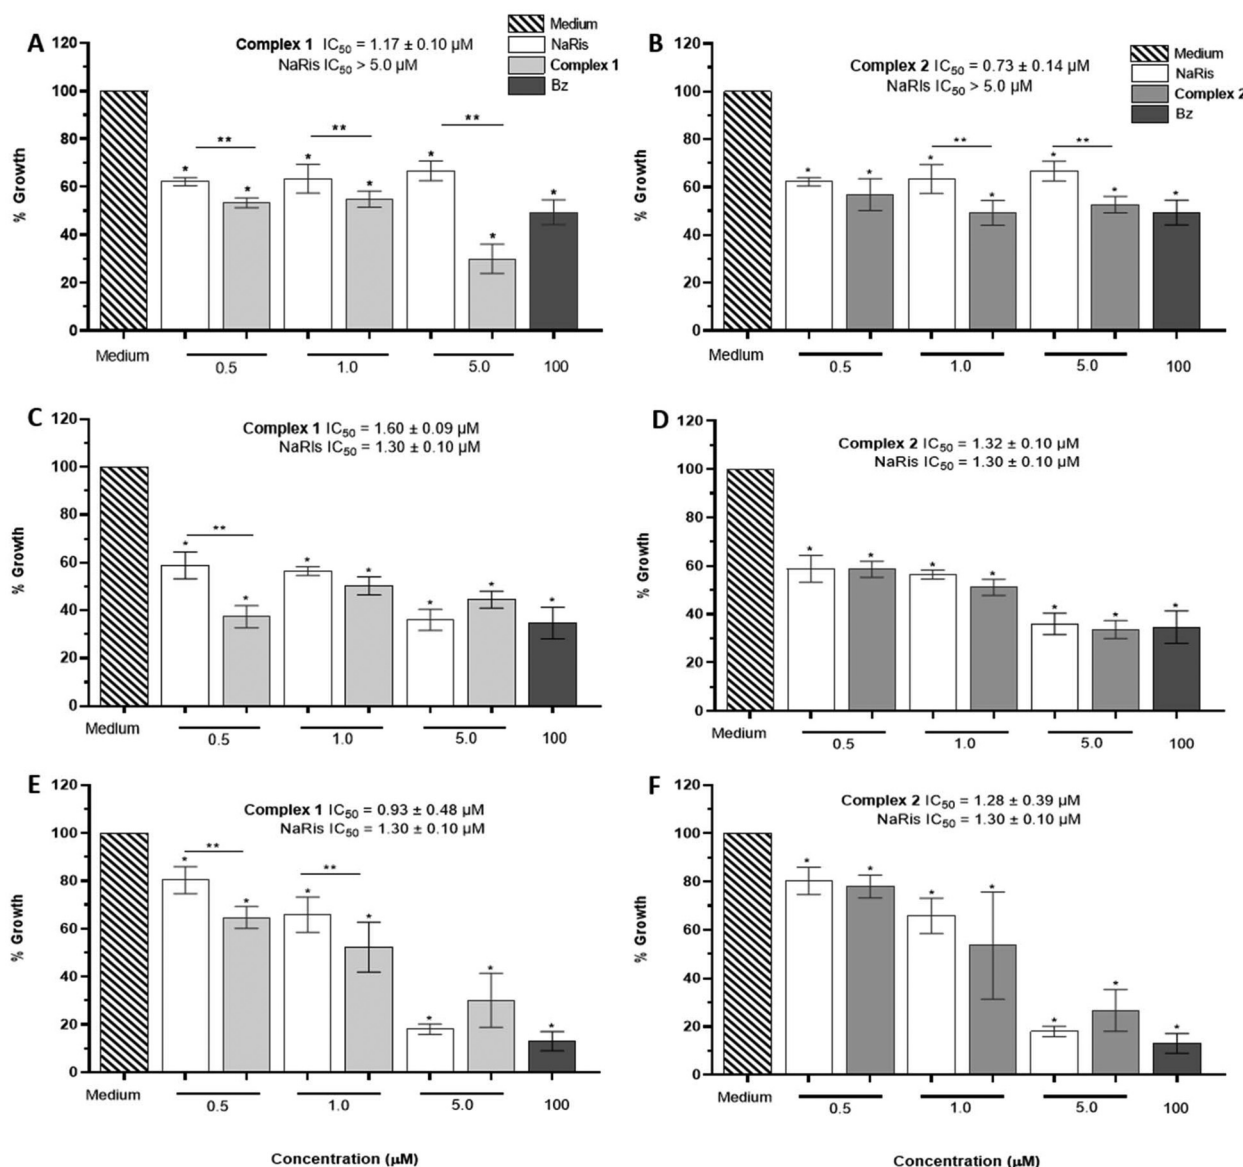 A
Complex 1 IC50 = 1.17 ± 0.10 µM
NaRis IC50 > 5.0 µM
Medium
NaRis
Complex 1
Bz
% Growth
120
100
80
60
40
20
0
** ** **
* * * * * * *
Medium 0.5 1.0 5.0 100
B
Complex 2 IC50 = 0.73 ± 0.14 µM
NaRIs IC50 > 5.0 µM
Medium
NaRis
Complex 2
Bz
% Growth
120
100
80
60
40
20
0
** **
* * * * * * *
Medlum 0.5 1.0 5.0 100
C
Complex 1 IC50 = 1.60 ± 0.09 µM
NaRIs IC50 = 1.30 ± 0.10 µM
% Growth
120
100
80
60
40
20
0
**
* * * * * * *
Medlum 0.5 1.0 5.0 100
D
Complex 2 IC50 = 1.32 ± 0.10 µM
NaRis IC50 = 1.30 ± 0.10 µM
% Growth
120
100
80
60
40
20
0
* * * * * * *
Medium 0.5 1.0 5.0 100
E
Complex 1 IC50 = 0.93 ± 0.48 µM
NaRis IC50 = 1.30 ± 0.10 µM
% Growth
120
100
80
60
40
20
0
** **
* * * * * * *
Medium 0.5 1.0 5.0 100
F
Complex 2 IC50 = 1.28 ± 0.39 µM
NaRis IC50 = 1.30 ± 0.10 µM
% Growth
120
100
80
60
40
20
0
* * * * * * *
Medium 0.5 1.0 5.0 100
Concentration (µM)
Concentration (µM)